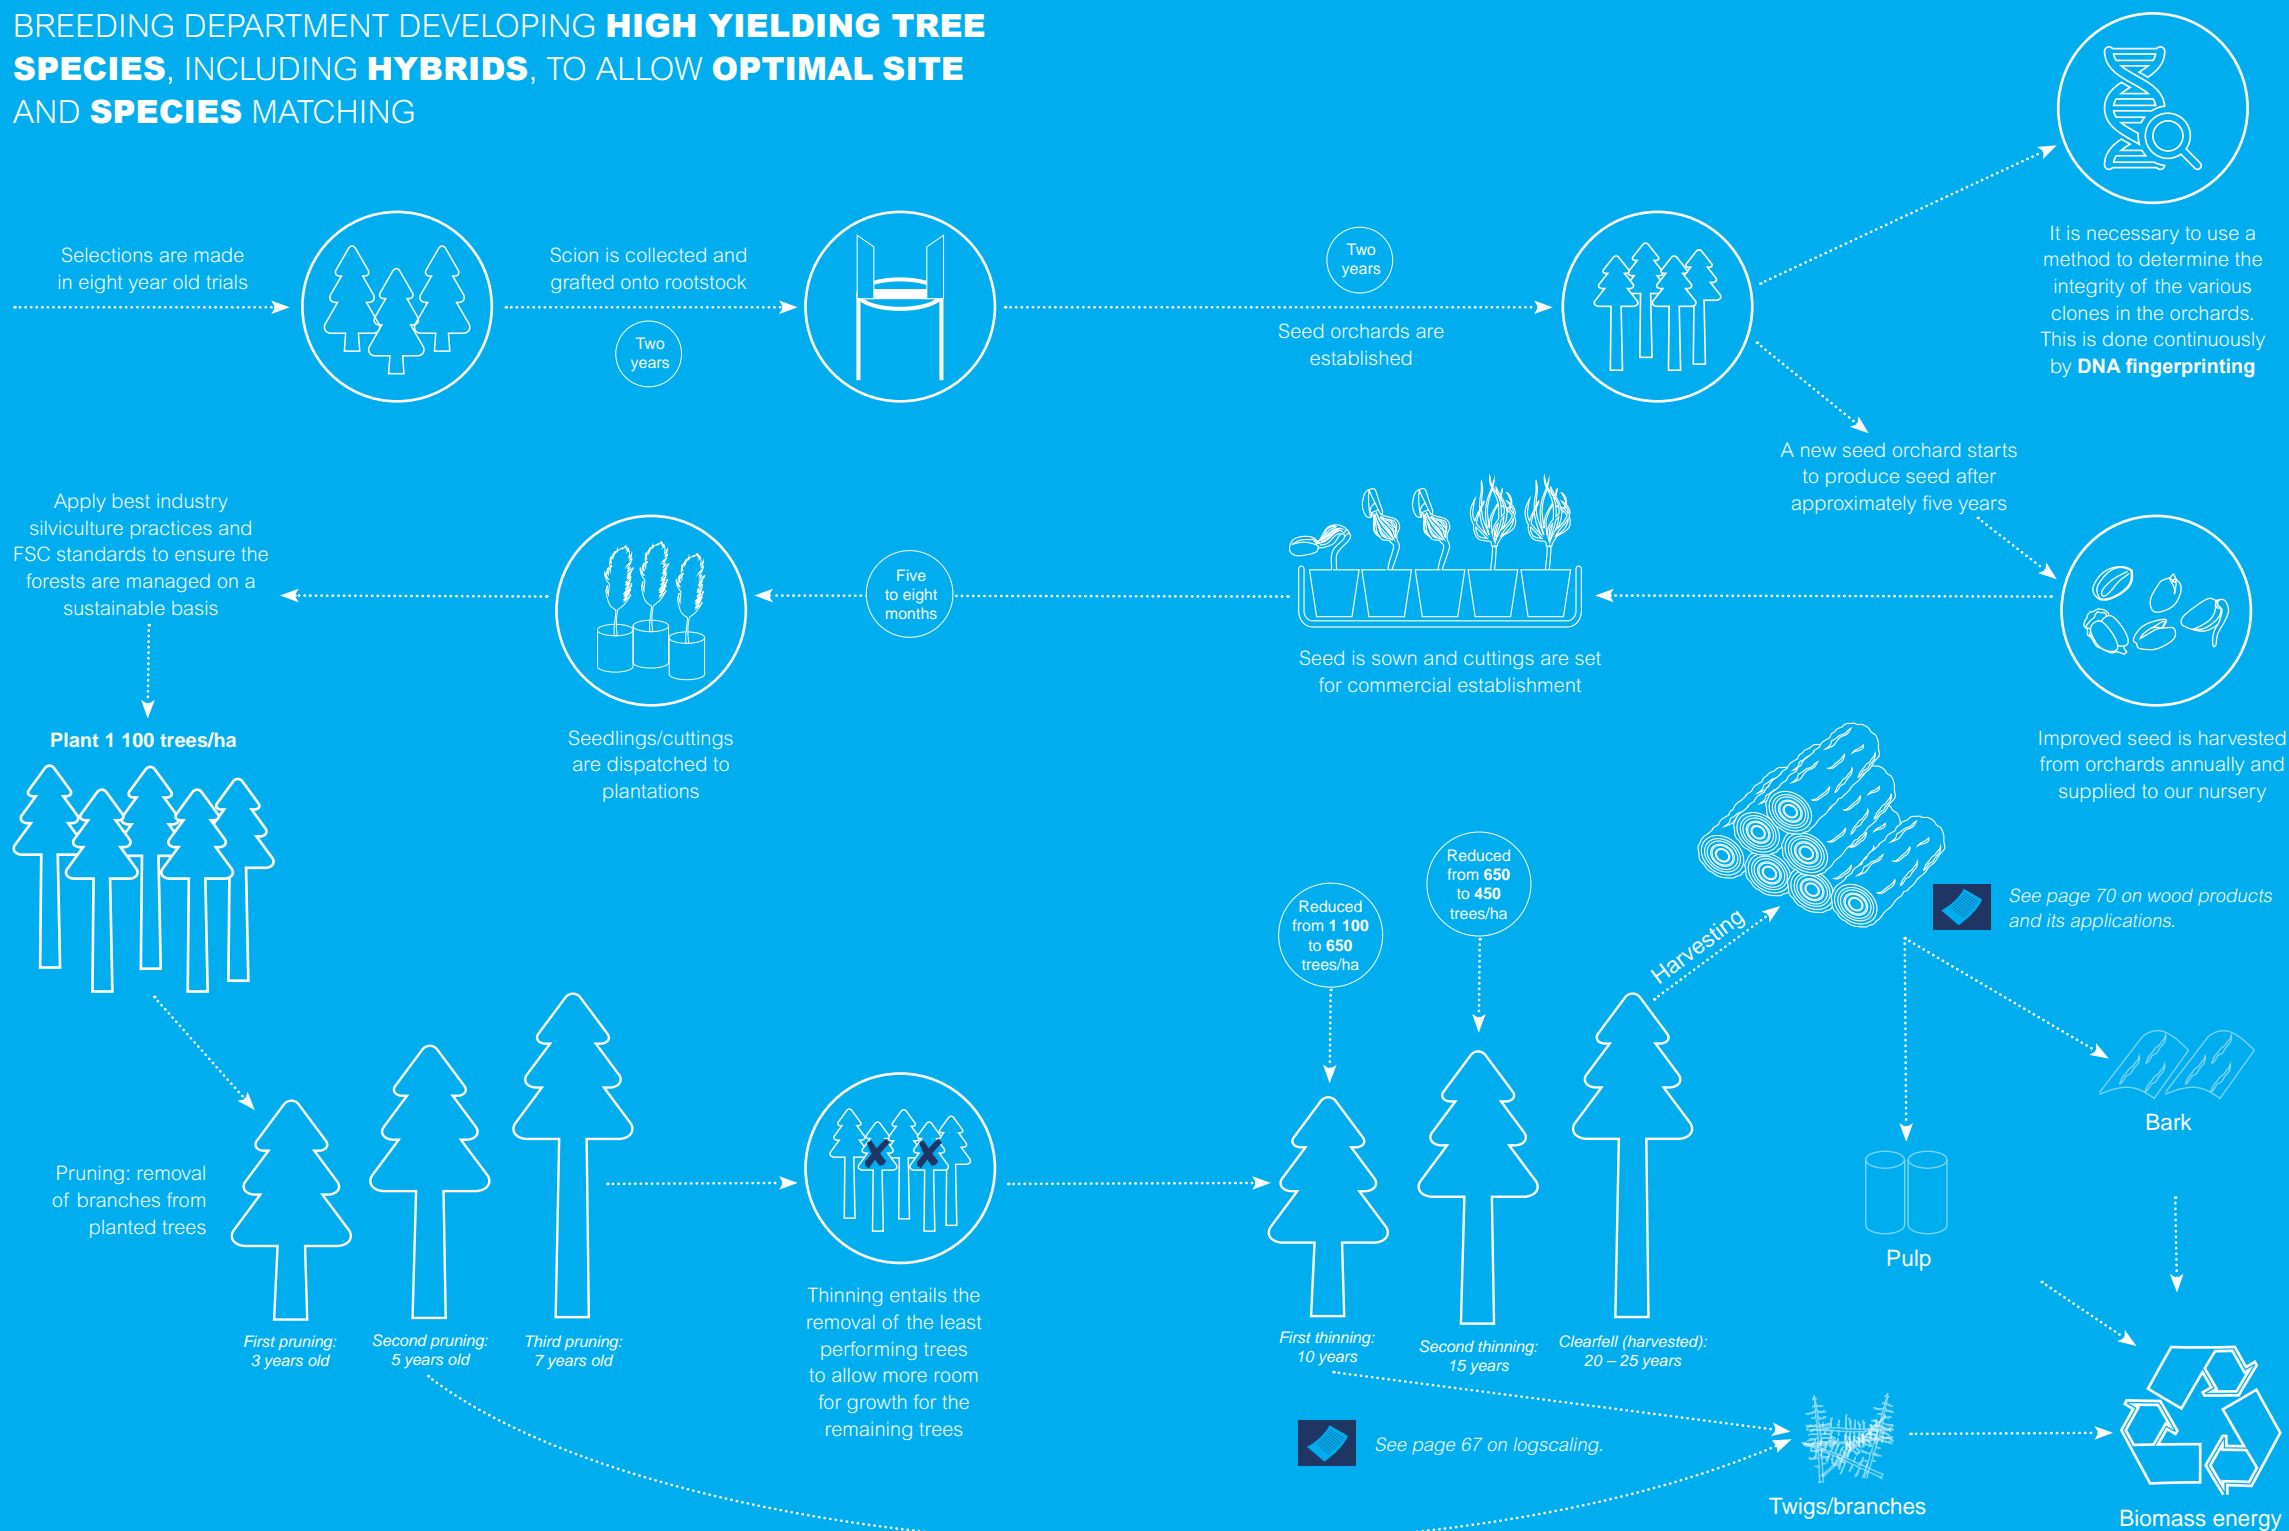 BREEDING DEPARTMENT DEVELOPING HIGH YIELDING TREE
SPECIES, INCLUDING HYBRIDS, TO ALLOW OPTIMAL SITE
AND SPECIES MATCHING
Selections are made
in eight year old trials
Scion is collected and
grafted onto rootstock
Two
years
Two
years
Seed orchards are
established
It is necessary to use a
method to determine the
integrity of the various
clones in the orchards.
This is done continuously
by DNA fingerprinting
A new seed orchard starts
to produce seed after
approximately five years
Improved seed is harvested
from orchards annually and
supplied to our nursery
Seed is sown and cuttings are set
for commercial establishment
Five
to eight
months
Seedlings/cuttings
are dispatched to
plantations
Apply best industry
silviculture practices and
FSC standards to ensure the
forests are managed on a
sustainable basis
Plant 1 100 trees/ha
Pruning: removal
of branches from
planted trees
First pruning:
3 years old
Second pruning:
5 years old
Third pruning:
7 years old
Thinning entails the
removal of the least
performing trees
to allow more room
for growth for the
remaining trees
Reduced
from 1 100
to 650
trees/ha
Reduced
from 650
to 450
trees/ha
First thinning:
10 years
Second thinning:
15 years
Clearfell (harvested):
20 – 25 years
Harvesting
See page 70 on wood products
and its applications.
Bark
Pulp
See page 67 on logscaling.
Twigs/branches
Biomass energy